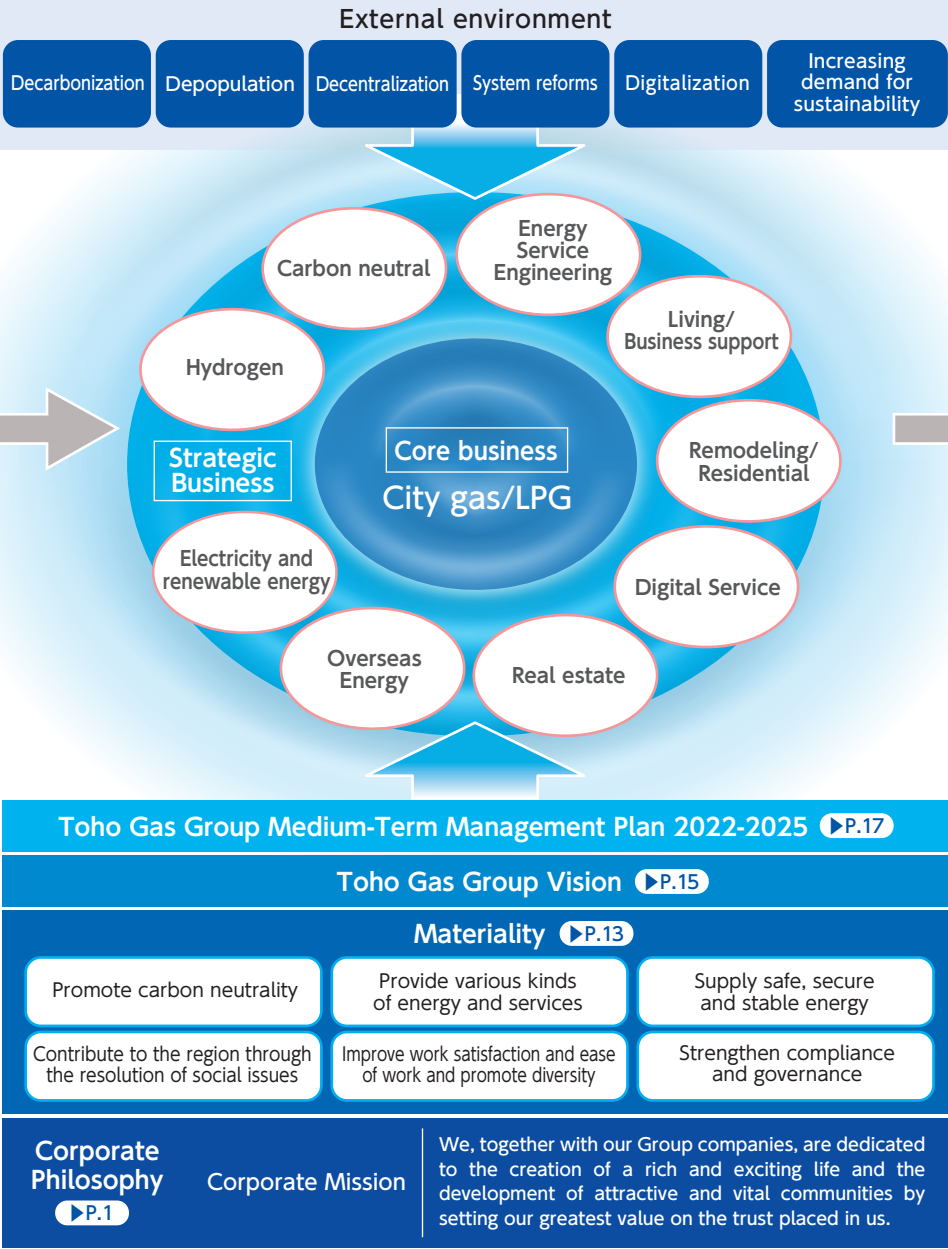 External environment
Decarbonization
Depopulation
Decentralization
System reforms
Digitalization
Increasing
demand for
sustainability
Carbon neutral
Energy
Service
Engineering
Living/
Business support
Hydrogen
Remodeling/
Residential
Strategic
Business
Core business
City gas/LPG
Electricity and
renewable energy
Digital Service
Overseas
Energy
Real estate
Toho Gas Group Medium-Term Management Plan 2022-2025 ▶P.17
Toho Gas Group Vision ▶P.15
Materiality ▶P.13
Promote carbon neutrality
Provide various kinds
of energy and services
Supply safe, secure
and stable energy
Contribute to the region through
the resolution of social issues
Improve work satisfaction and ease
of work and promote diversity
Strengthen compliance
and governance
Corporate
Philosophy
▶P.1
Corporate Mission
We, together with our Group companies, are dedicated
to the creation of a rich and exciting life and the
development of attractive and vital communities by
setting our greatest value on the trust placed in us.